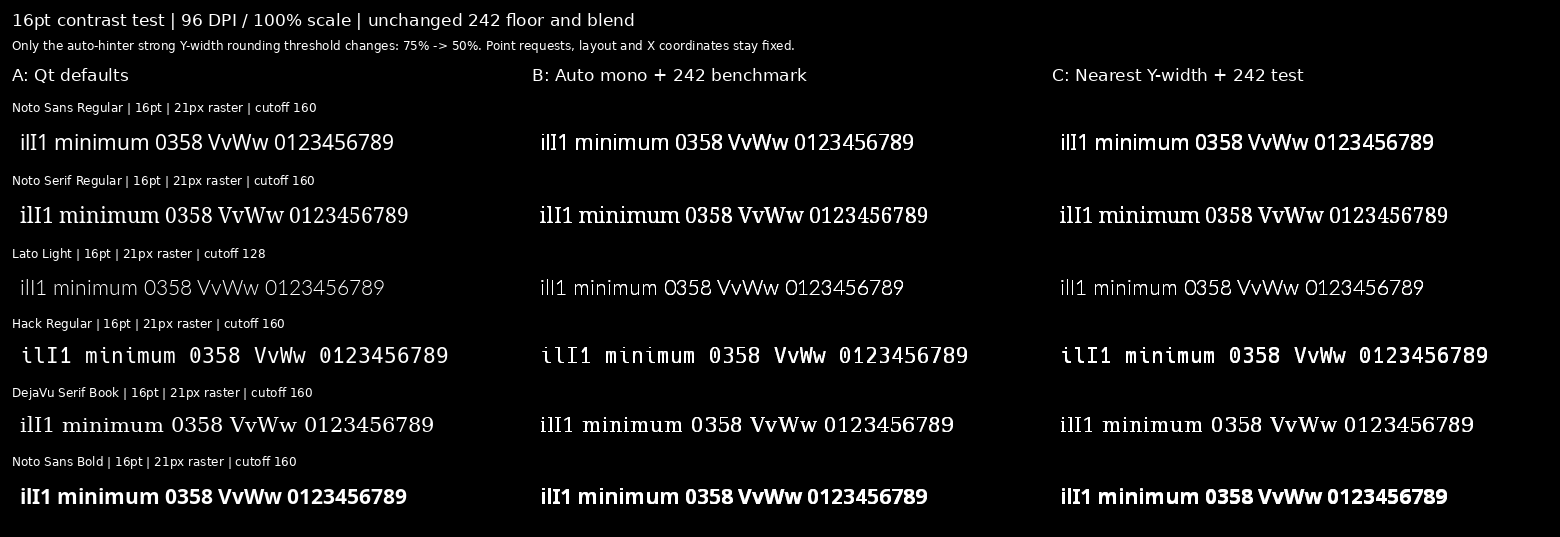 16pt contrast test | 96 DPI / 100% scale | unchanged 242 floor and blend
Only the auto-hinter strong Y-width rounding threshold changes: 75% -> 50%. Point requests, layout and X coordinates stay fixed.
A: Qt defaults B: Auto mono + 242 benchmark C: Nearest Y-width + 242 test
Noto Sans Regular | 16pt | 21px raster | cutoff 160
ilI1 minimum 0358 VvWw 0123456789 ilI1 minimum 0358 VvWw 0123456789 ilI1 minimum 0358 VvWw 0123456789
Noto Serif Regular | 16pt | 21px raster | cutoff 160
ilI1 minimum 0358 VvWw 0123456789 ilI1 minimum 0358 VvWw 0123456789 ilI1 minimum 0358 VvWw 0123456789
Lato Light | 16pt | 21px raster | cutoff 128
ilI1 minimum 0358 VvWw 0123456789 ilI1 minimum 0358 VvWw 0123456789 ilI1 minimum 0358 VvWw 0123456789
Hack Regular | 16pt | 21px raster | cutoff 160
ilI1 minimum 0358 VvWw 0123456789 ilI1 minimum 0358 VvWw 0123456789 ilI1 minimum 0358 VvWw 0123456789
DejaVu Serif Book | 16pt | 21px raster | cutoff 160
ilI1 minimum 0358 VvWw 0123456789 ilI1 minimum 0358 VvWw 0123456789 ilI1 minimum 0358 VvWw 0123456789
Noto Sans Bold | 16pt | 21px raster | cutoff 160
ilI1 minimum 0358 VvWw 0123456789 ilI1 minimum 0358 VvWw 0123456789 ilI1 minimum 0358 VvWw 0123456789